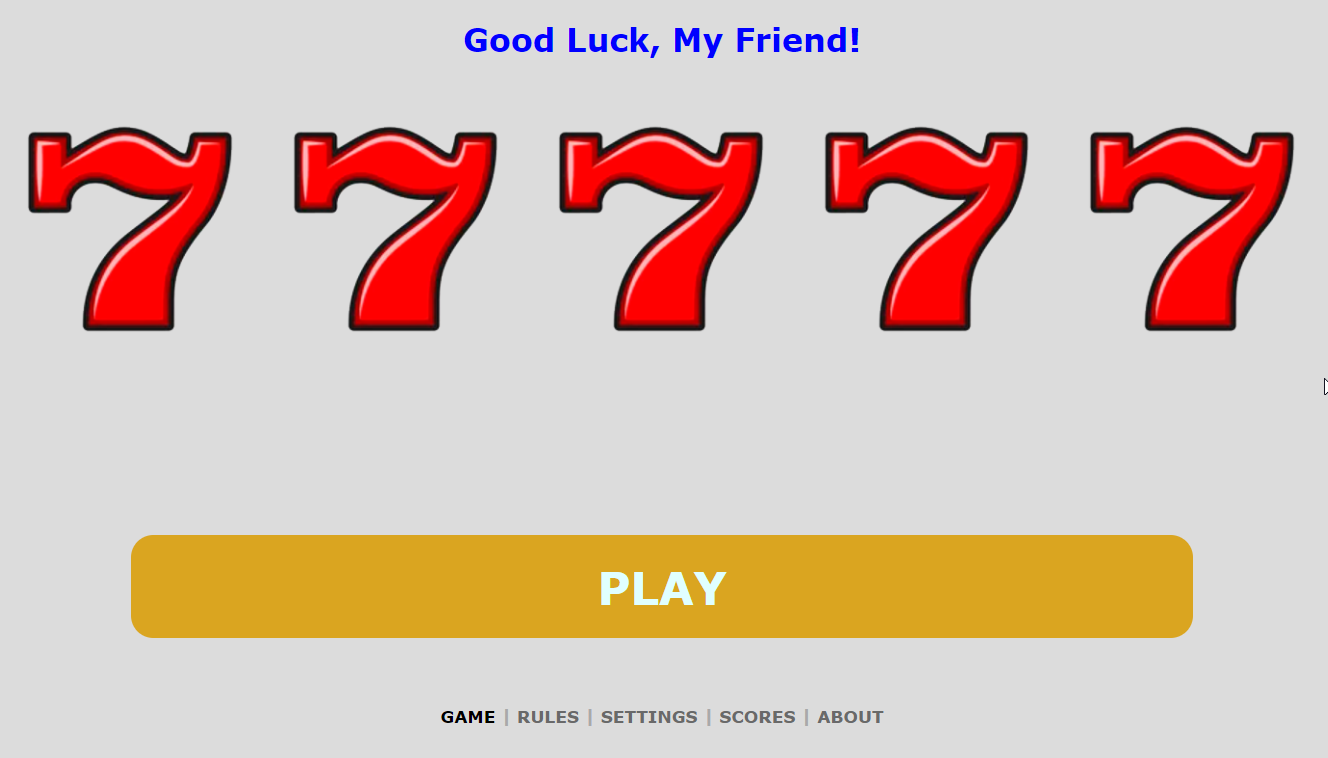 Good Luck, My Friend!
7 7 7 7 7
PLAY
GAME | RULES | SETTINGS | SCORES | ABOUT